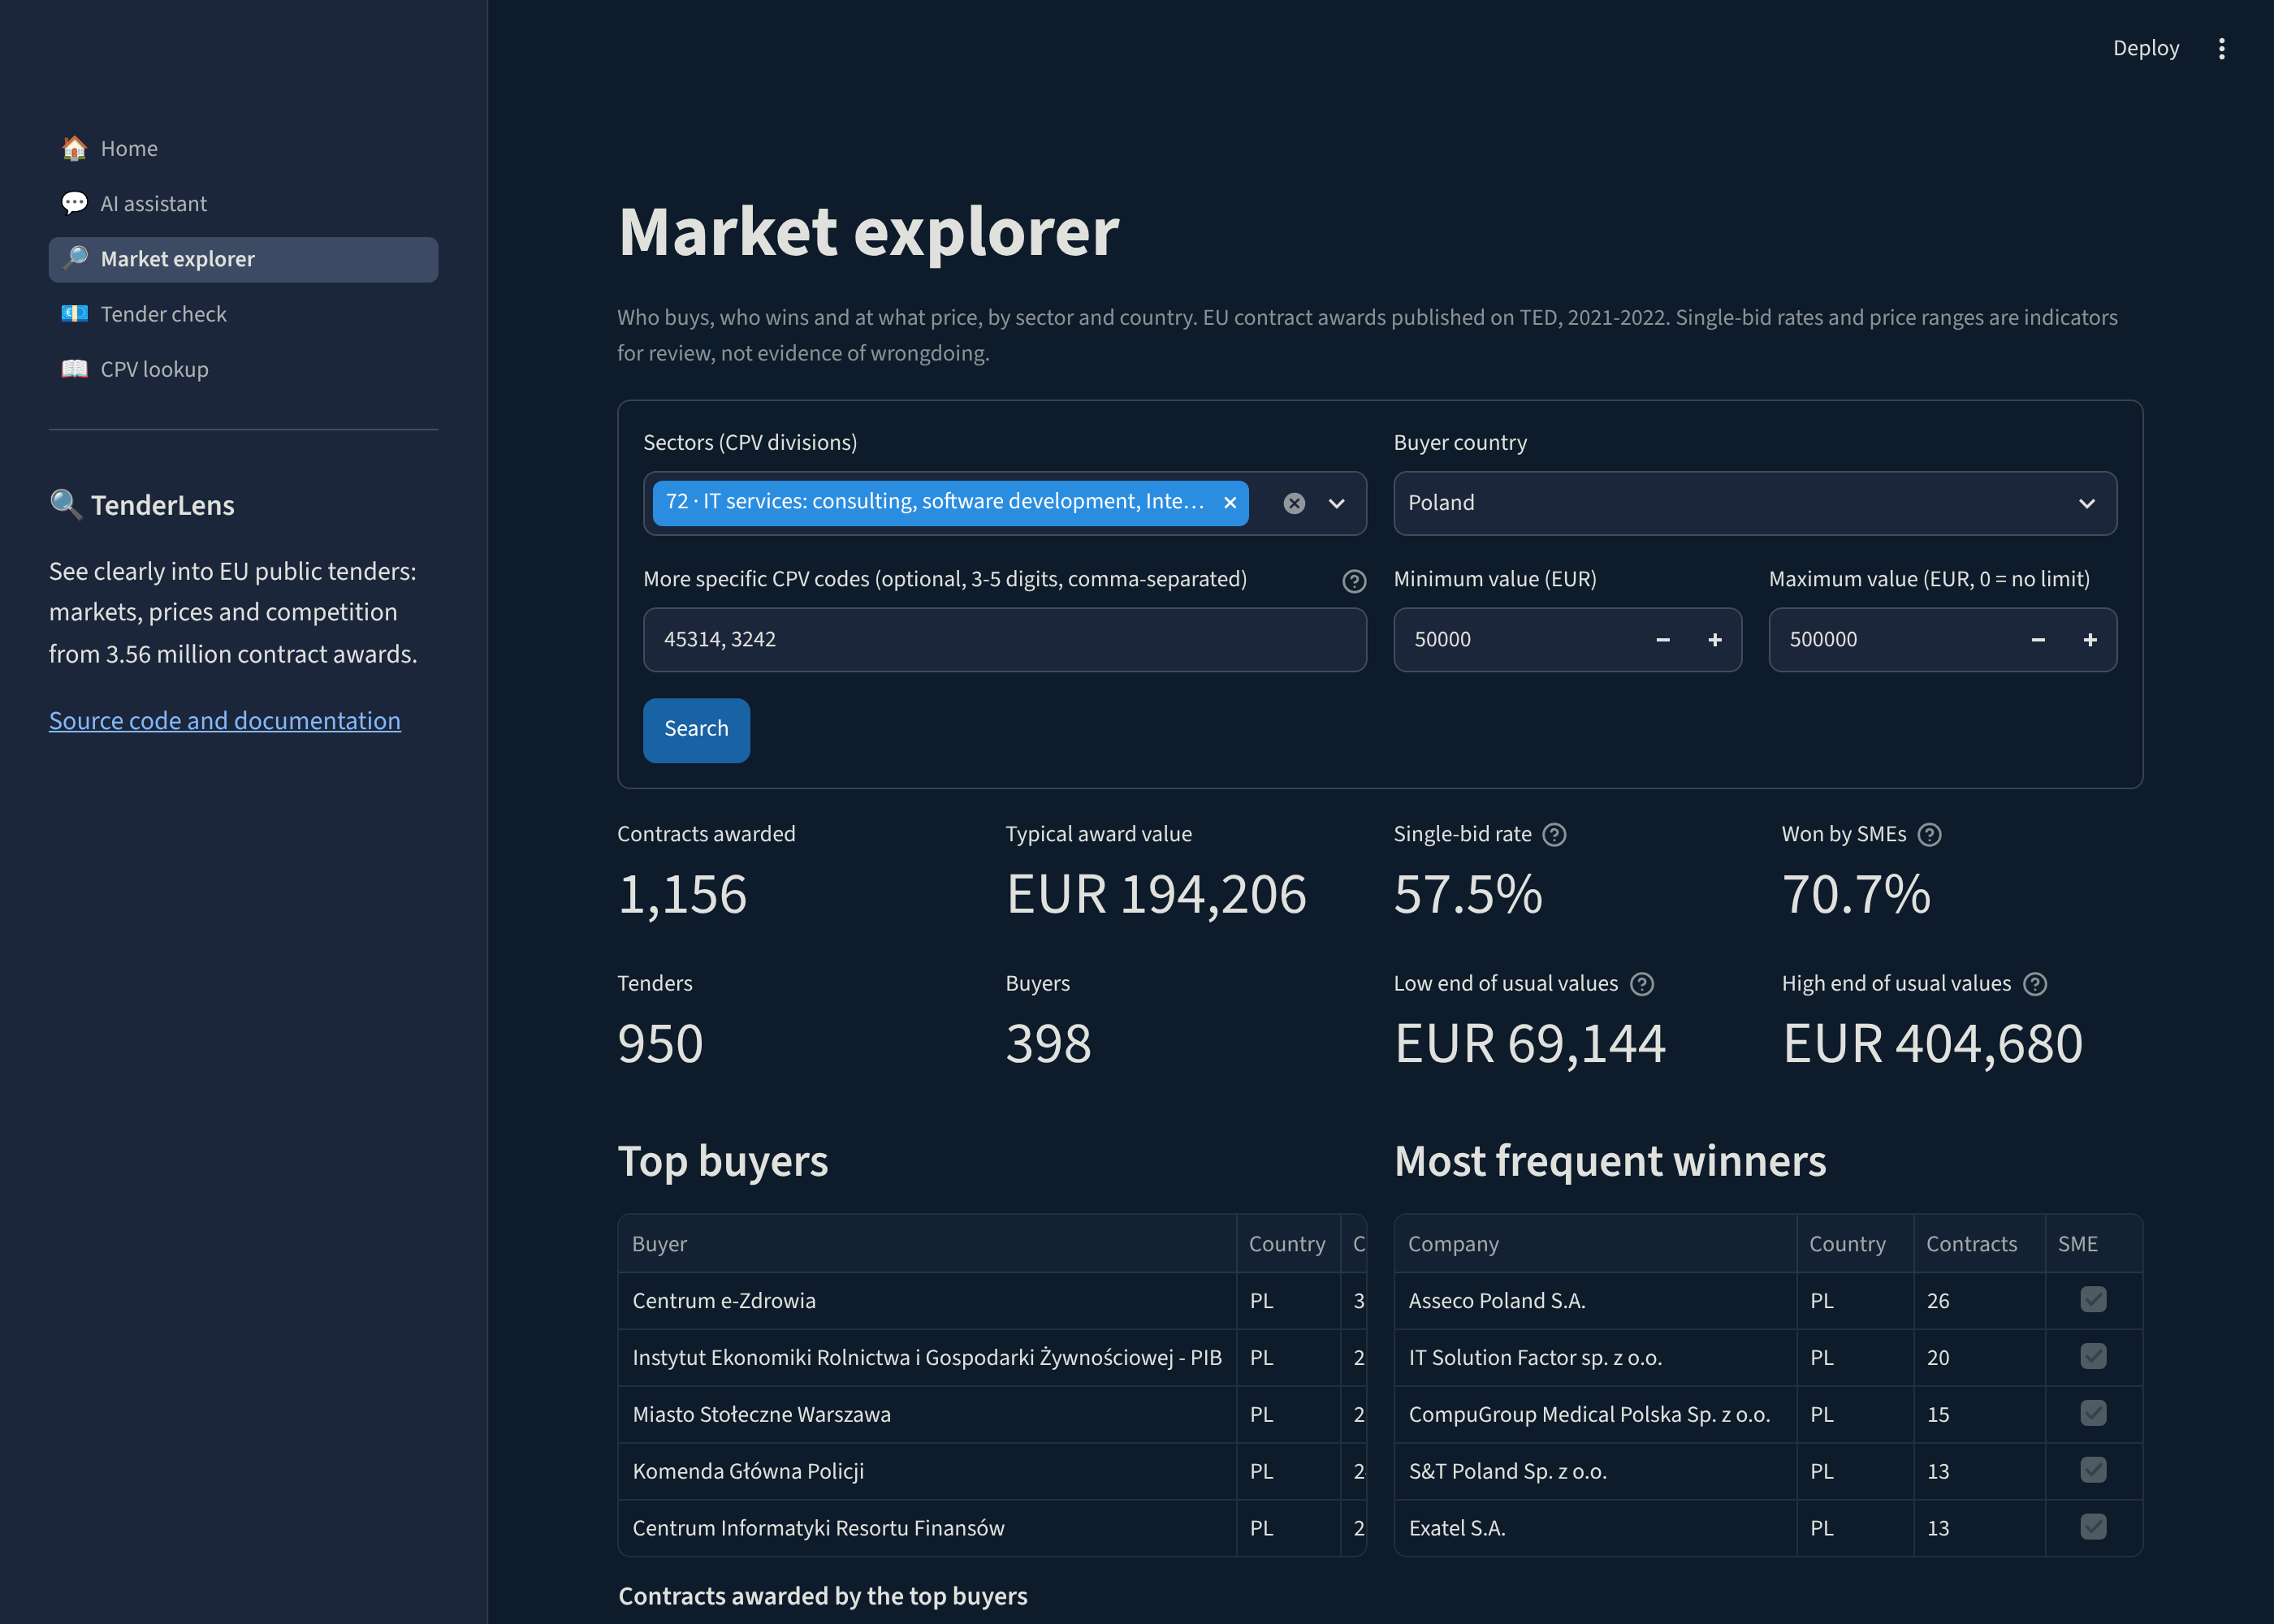 Deploy
Home
AI assistant
Market explorer
Tender check
CPV lookup
TenderLens
See clearly into EU public tenders:
markets, prices and competition
from 3.56 million contract awards.
Source code and documentation
Market explorer
Who buys, who wins and at what price, by sector and country. EU contract awards published on TED, 2021-2022. Single-bid rates and price ranges are indicators
for review, not evidence of wrongdoing.
Sectors (CPV divisions)
Buyer country
72 · IT services: consulting, software development, Inte…
Poland
More specific CPV codes (optional, 3-5 digits, comma-separated)
Minimum value (EUR)
Maximum value (EUR, 0 = no limit)
45314, 3242
50000
500000
Search
Contracts awarded
Typical award value
Single-bid rate
Won by SMEs
1,156
EUR 194,206
57.5%
70.7%
Tenders
Buyers
Low end of usual values
High end of usual values
950
398
EUR 69,144
EUR 404,680
Top buyers
Buyer Country
Centrum e-Zdrowia PL
Instytut Ekonomiki Rolnictwa i Gospodarki Żywnościowej - PIB PL
Miasto Stołeczne Warszawa PL
Komenda Główna Policji PL
Centrum Informatyki Resortu Finansów PL
Most frequent winners
Company Country Contracts SME
Asseco Poland S.A. PL 26
IT Solution Factor sp. z o.o. PL 20
CompuGroup Medical Polska Sp. z o.o. PL 15
S&T Poland Sp. z o.o. PL 13
Exatel S.A. PL 13
Contracts awarded by the top buyers